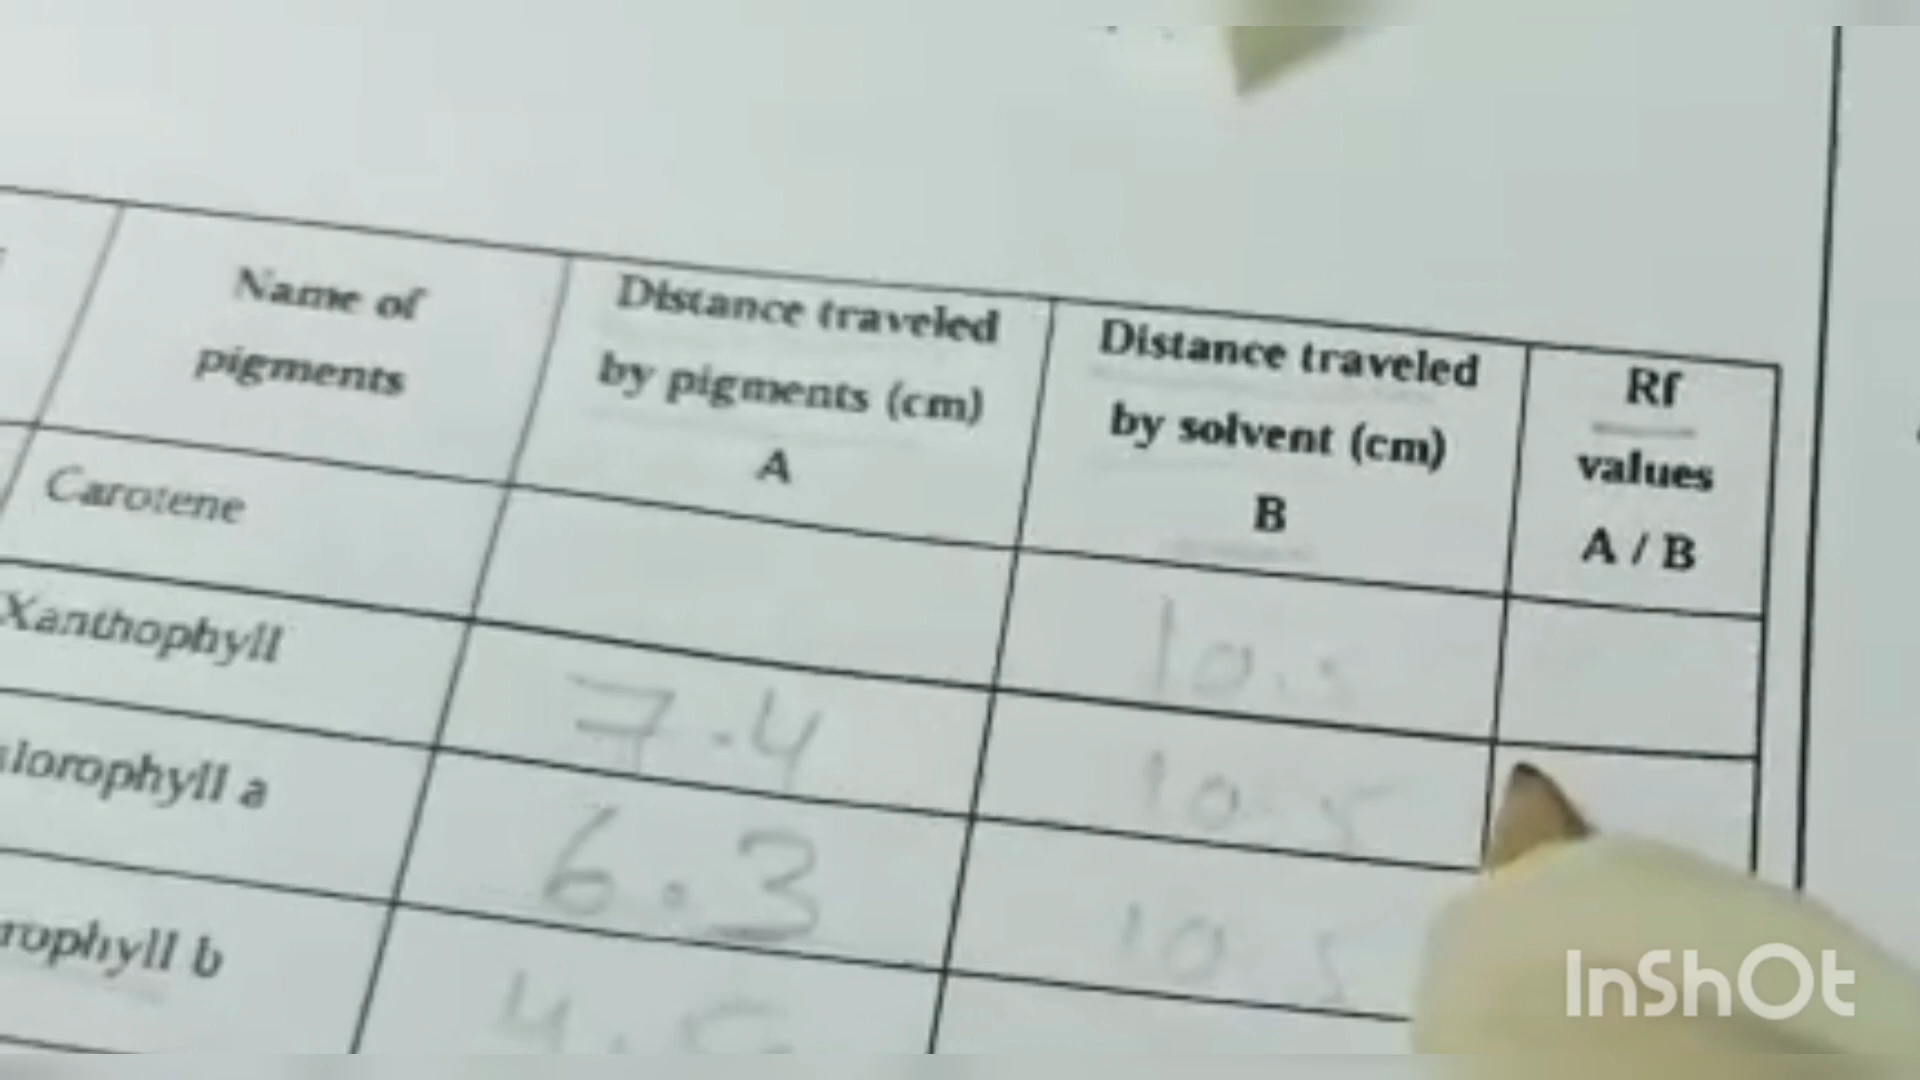 Name of
pigments
Distance traveled
by pigments (cm)
A
Distance traveled
by solvent (cm)
B
Rf
values
A / B
Carotene
10.5
Xanthophyll
7.4
10.5
lorophyll a
6.3
10.5
rophyll b
InShOt